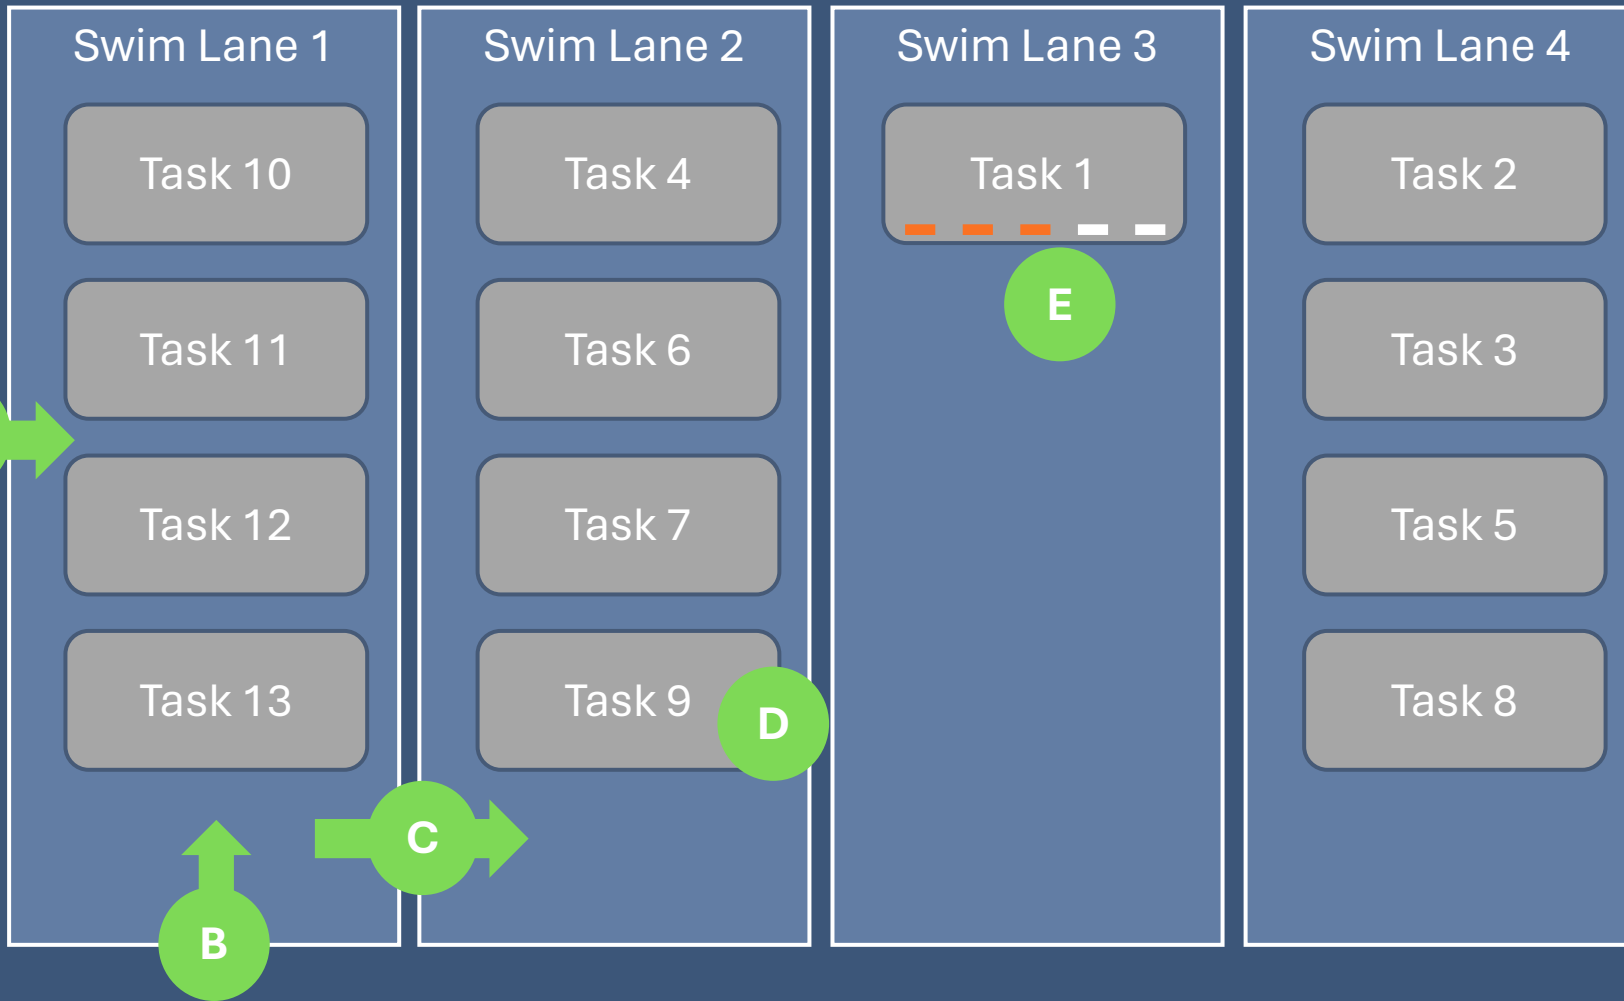 Swim Lane 1
Task 10
Task 11
Task 12
Task 13
B
C
Swim Lane 2
Task 4
Task 6
Task 7
Task 9
D
Swim Lane 3
Task 1
E
Swim Lane 4
Task 2
Task 3
Task 5
Task 8